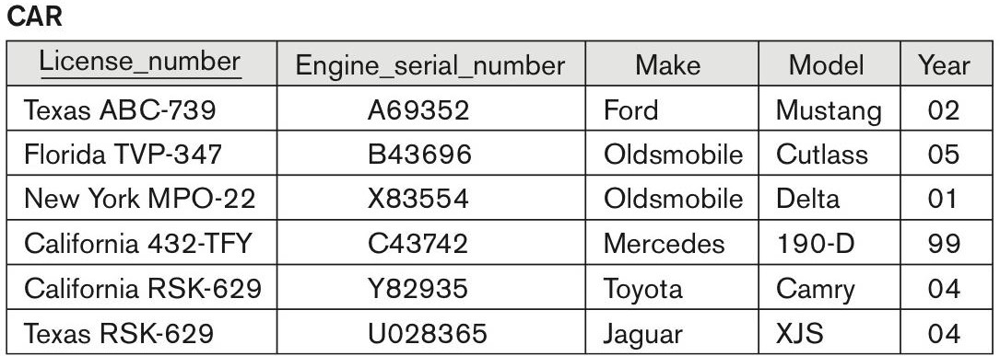 CAR
License_number Engine_serial_number Make Model Year
Texas ABC-739 A69352 Ford Mustang 02
Florida TVP-347 B43696 Oldsmobile Cutlass 05
New York MPO-22 X83554 Oldsmobile Delta 01
California 432-TFY C43742 Mercedes 190-D 99
California RSK-629 Y82935 Toyota Camry 04
Texas RSK-629 U028365 Jaguar XJS 04